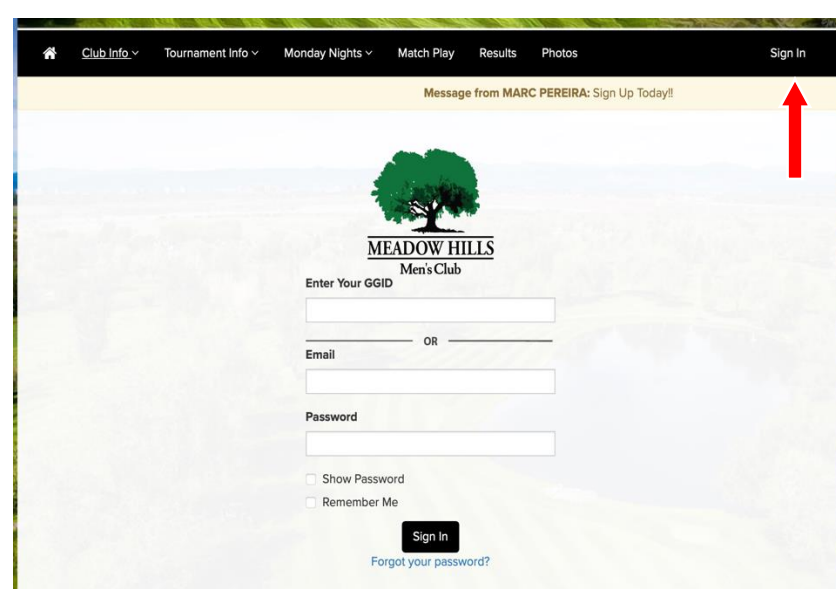 Club Info
Tournament Info
Monday Nights
Match Play
Results
Photos
Sign In
Message from MARC PEREIRA: Sign Up Today!!
MEADOW HILLS
Men's Club
Enter Your GGID
OR
Email
Password
Show Password
Remember Me
Sign In
Forgot your password?